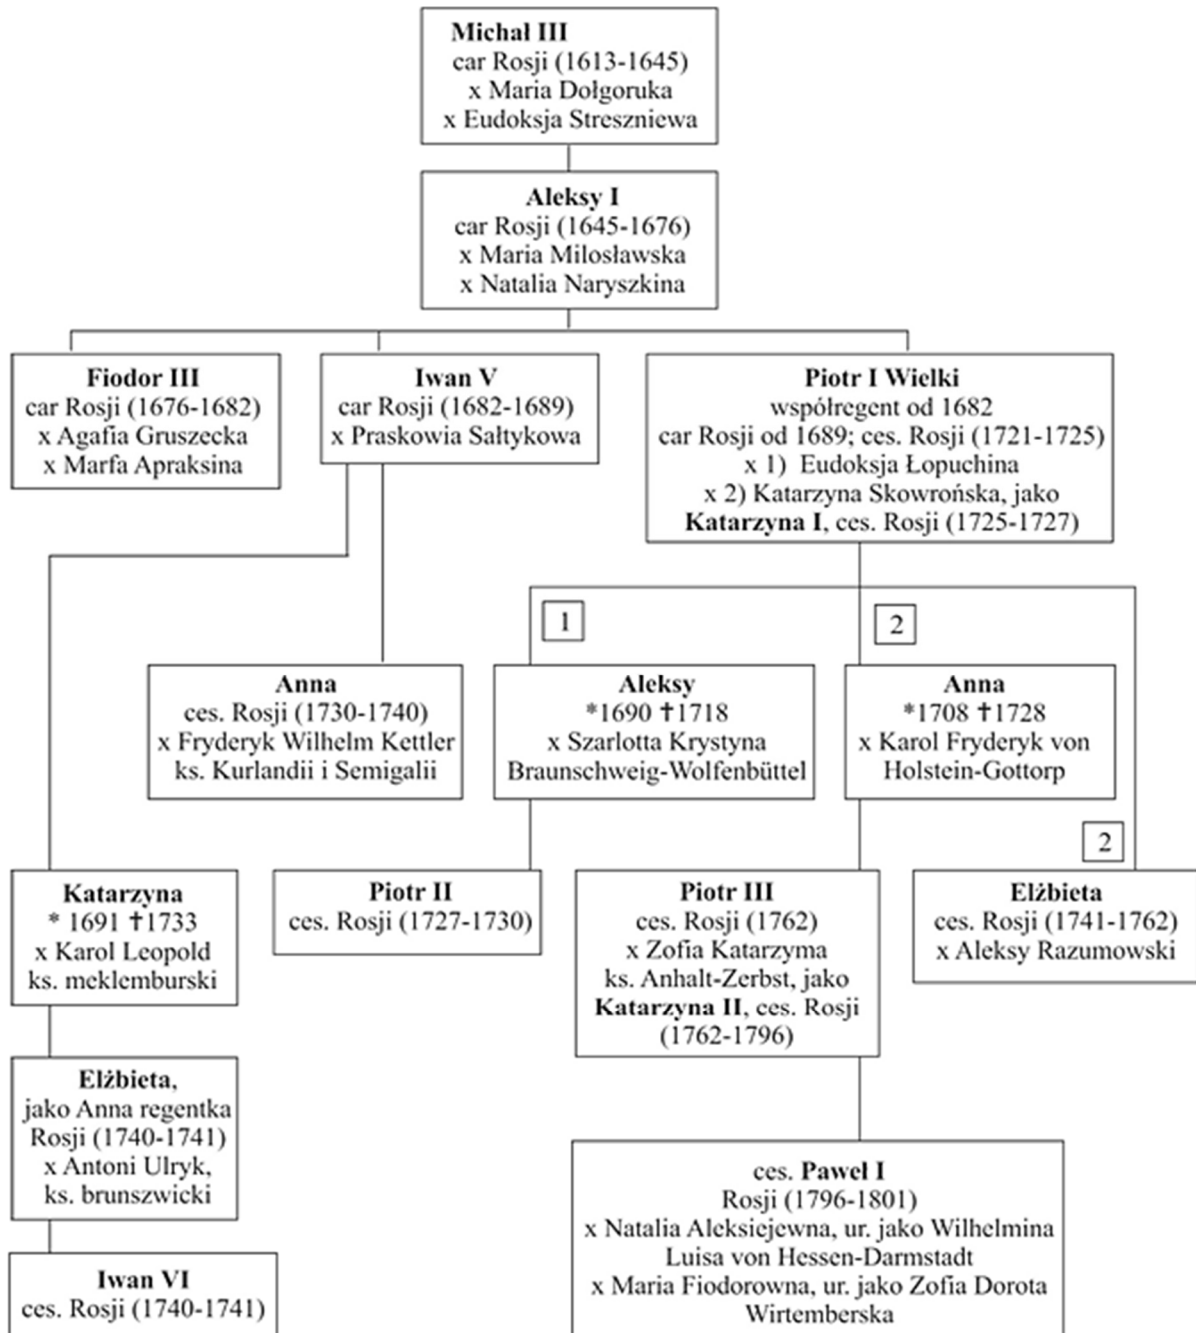 Michał III
car Rosji (1613-1645)
x Maria Dołgoruka
x Eudoksja Streszniewa
Aleksy I
car Rosji (1645-1676)
x Maria Milosławska
x Natalia Naryszkina
Fiodor III
car Rosji (1676-1682)
x Agafia Gruszecka
x Marfa Apraksina
Iwan V
car Rosji (1682-1689)
x Praskowia Sałtykowa
Piotr I Wielki
współregent od 1682
car Rosji od 1689; ces. Rosji (1721-1725)
x 1) Eudoksja Łopuchina
x 2) Katarzyna Skowrońska, jako
Katarzyna I, ces. Rosji (1725-1727)
1
2
Anna
ces. Rosji (1730-1740)
x Fryderyk Wilhelm Kettler
ks. Kurlandii i Semigalii
Aleksy
*1690 ✝1718
x Szarlotta Krystyna
Braunschweig-Wolfenbüttel
Anna
*1708 ✝1728
x Karol Fryderyk von
Holstein-Gottorp
2
Katarzyna
* 1691 ✝1733
x Karol Leopold
ks. meklemburski
Piotr II
ces. Rosji (1727-1730)
Piotr III
ces. Rosji (1762)
x Zofia Katarzyma
ks. Anhalt-Zerbst, jako
Katarzyna II, ces. Rosji
(1762-1796)
Elżbieta
ces. Rosji (1741-1762)
x Aleksy Razumowski
Elżbieta,
jako Anna regentka
Rosji (1740-1741)
x Antoni Ulryk,
ks. brunszwicki
ces. Paweł I
Rosji (1796-1801)
x Natalia Aleksiejewna, ur. jako Wilhelmina
Luisa von Hessen-Darmstadt
x Maria Fiodorowna, ur. jako Zofia Dorota
Wirtemberska
Iwan VI
ces. Rosji (1740-1741)